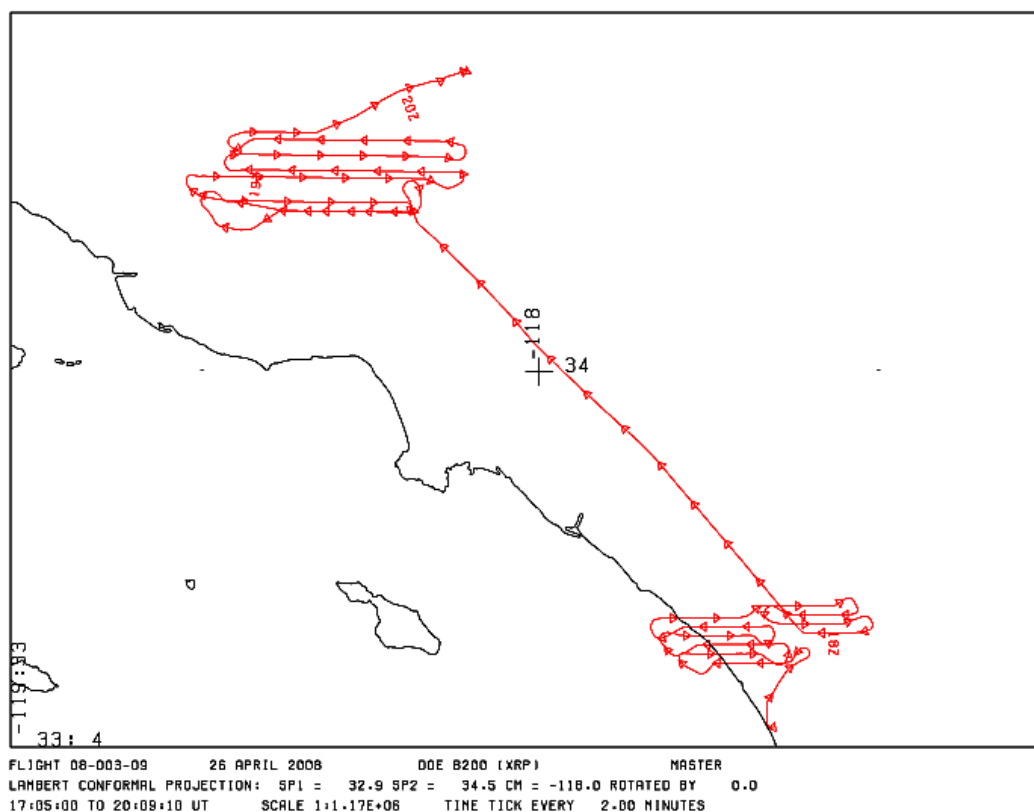 202
19Z
-118
34
18Z
-119:33
33: 4
FLIGHT 08-003-09 26 APRIL 2008 DOE B200 (XRP) MASTER
LAMBERT CONFORMAL PROJECTION: SP1 = 32.9 SP2 = 34.5 CM = -118.0 ROTATED BY 0.0
17:05:00 TO 20:09:10 UT SCALE 1:1.17E+06 TIME TICK EVERY 2.00 MINUTES